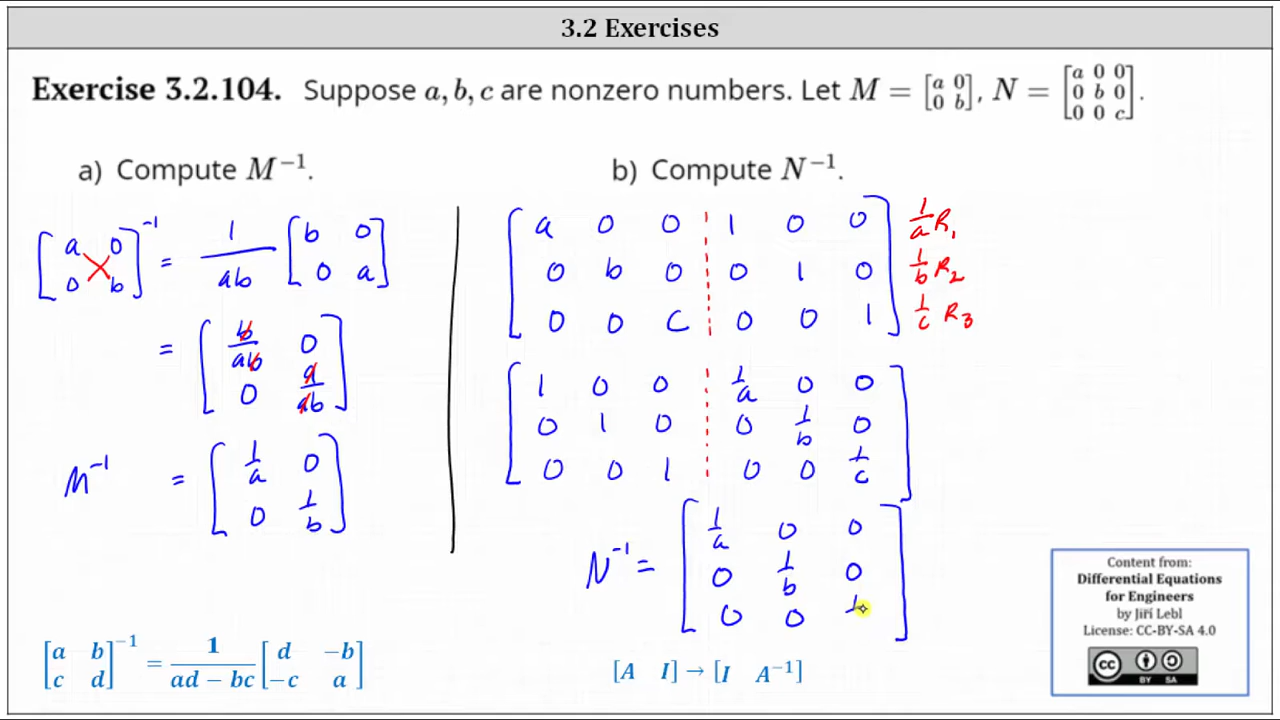 3.2 Exercises
Exercise 3.2.104. Suppose a, b, c are nonzero numbers. Let M = [a 0; 0 b], N = [a 0 0; 0 b 0; 0 0 c].
a) Compute M⁻¹.
[a 0; 0 b]⁻¹ = 1/ab [b 0; 0 a]
= [b/ab 0; 0 a/ab]
M⁻¹ = [1/a 0; 0 1/b]
[a b; c d]⁻¹ = 1/(ad − bc) [d −b; −c a]
b) Compute N⁻¹.
a 0 0 1 0 0 1/a R₁
0 b 0 0 1 0 1/b R₂
0 0 c 0 0 1 1/c R₃
1 0 0 1/a 0 0
0 1 0 0 1/b 0
0 0 1 0 0 1/c
1/a 0 0
N⁻¹ = 0 1/b 0
0 0 1
[A I] → [I A⁻¹]
Content from:
Differential Equations
for Engineers
by Jiří Lebl
License: CC-BY-SA 4.0
cc
BY SA